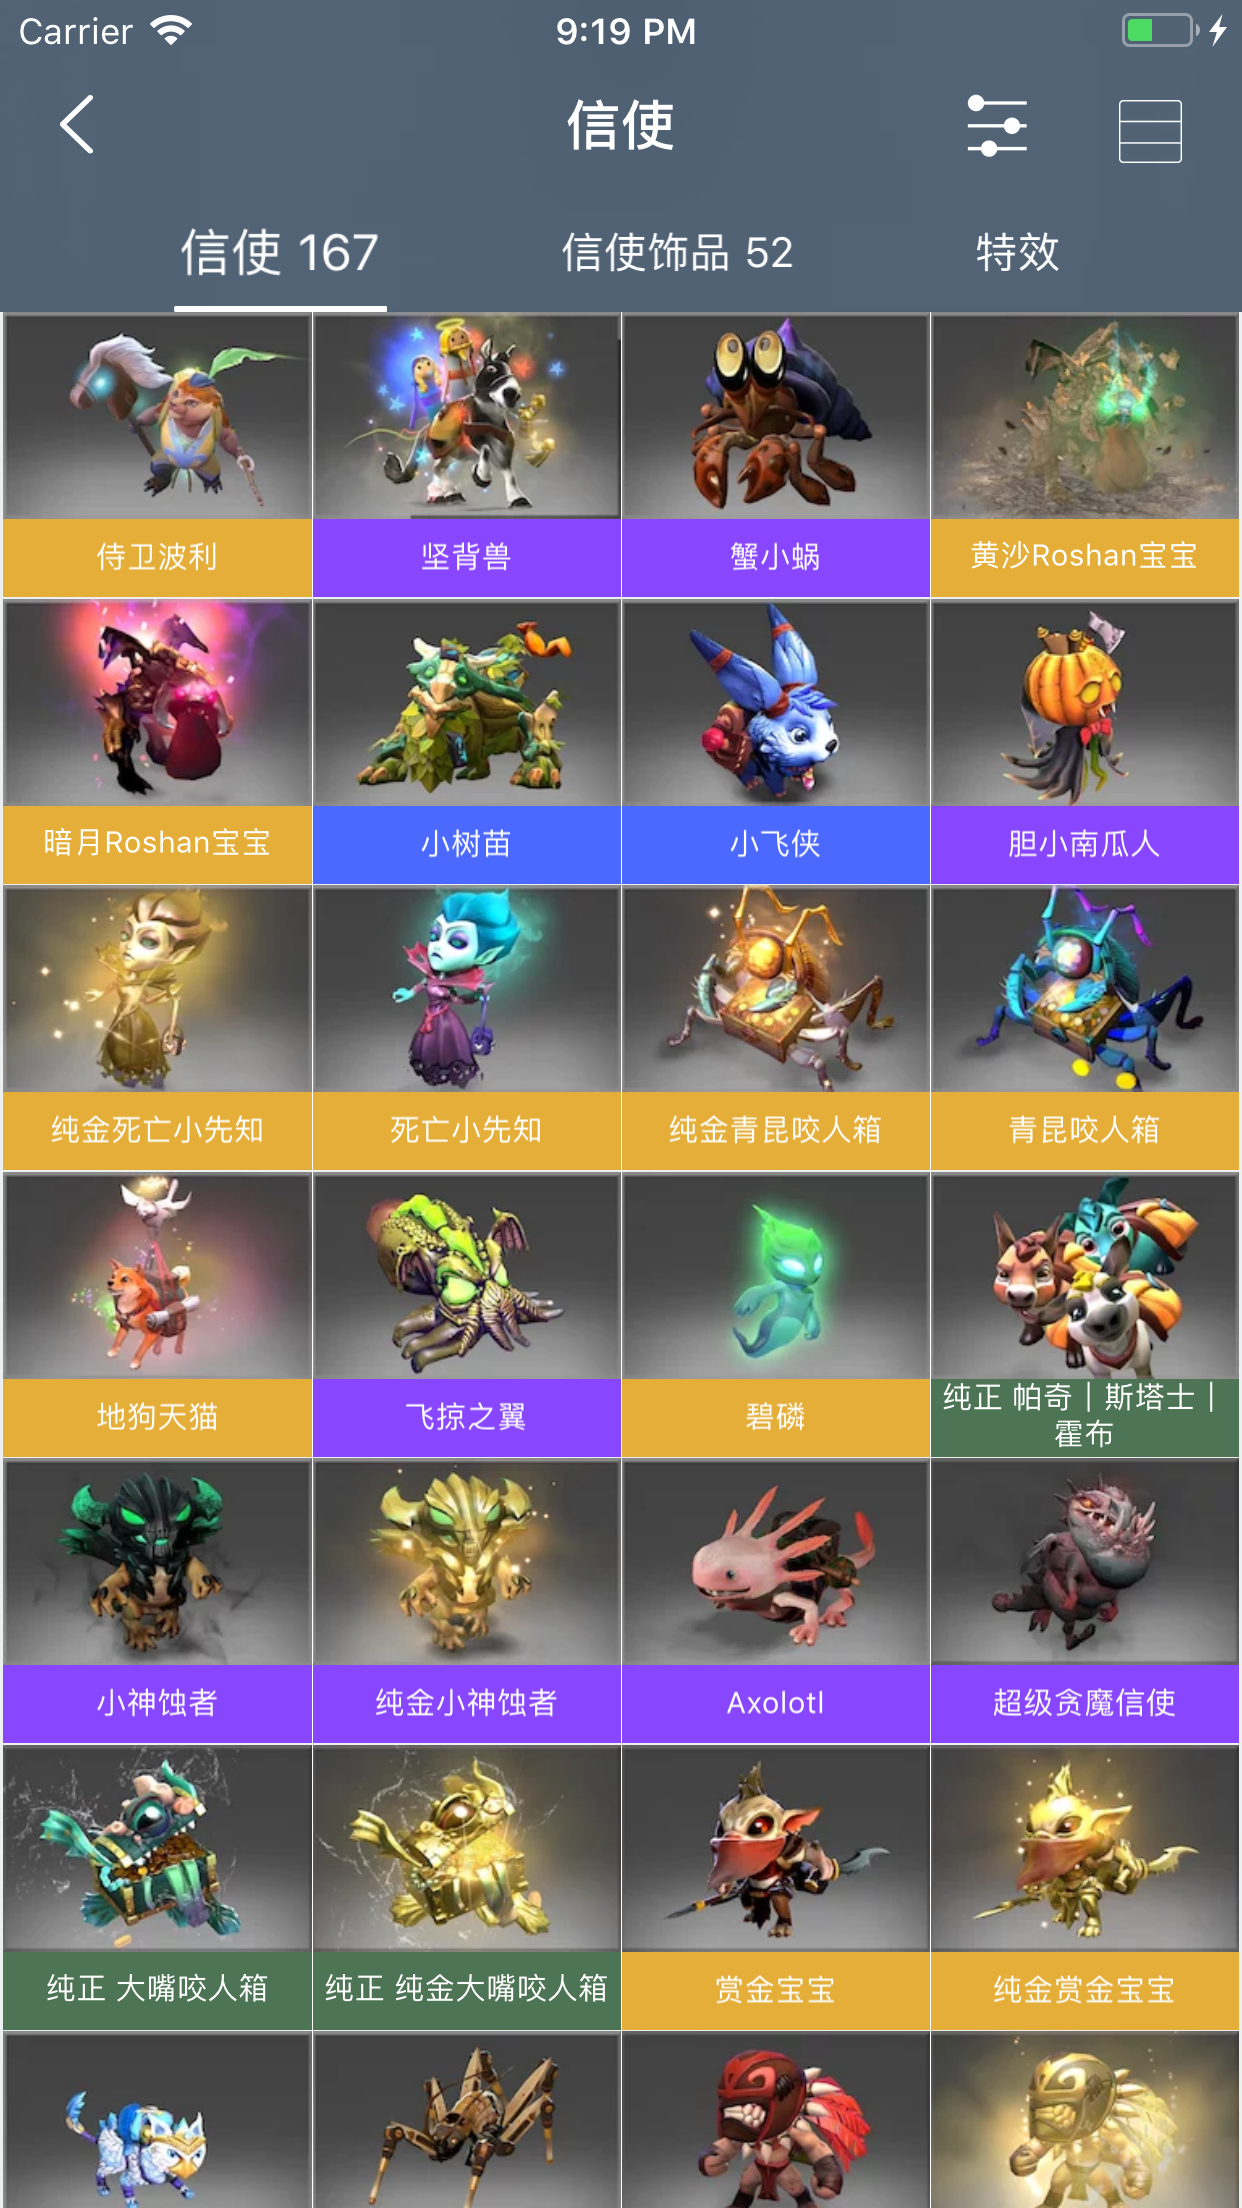 Carrier 9:19 PM
信使
信使 167 信使饰品 52 特效
侍卫波利 坚背兽 蟹小蜗 黄沙Roshan宝宝
暗月Roshan宝宝 小树苗 小飞侠 胆小南瓜人
纯金死亡小先知 死亡小先知 纯金青昆咬人箱 青昆咬人箱
地狗天猫 飞掠之翼 碧磷 纯正 帕奇 | 斯塔士 |
霍布
小神蚀者 纯金小神蚀者 Axolotl 超级贪魔信使
纯正 大嘴咬人箱 纯正 纯金大嘴咬人箱 赏金宝宝 纯金赏金宝宝